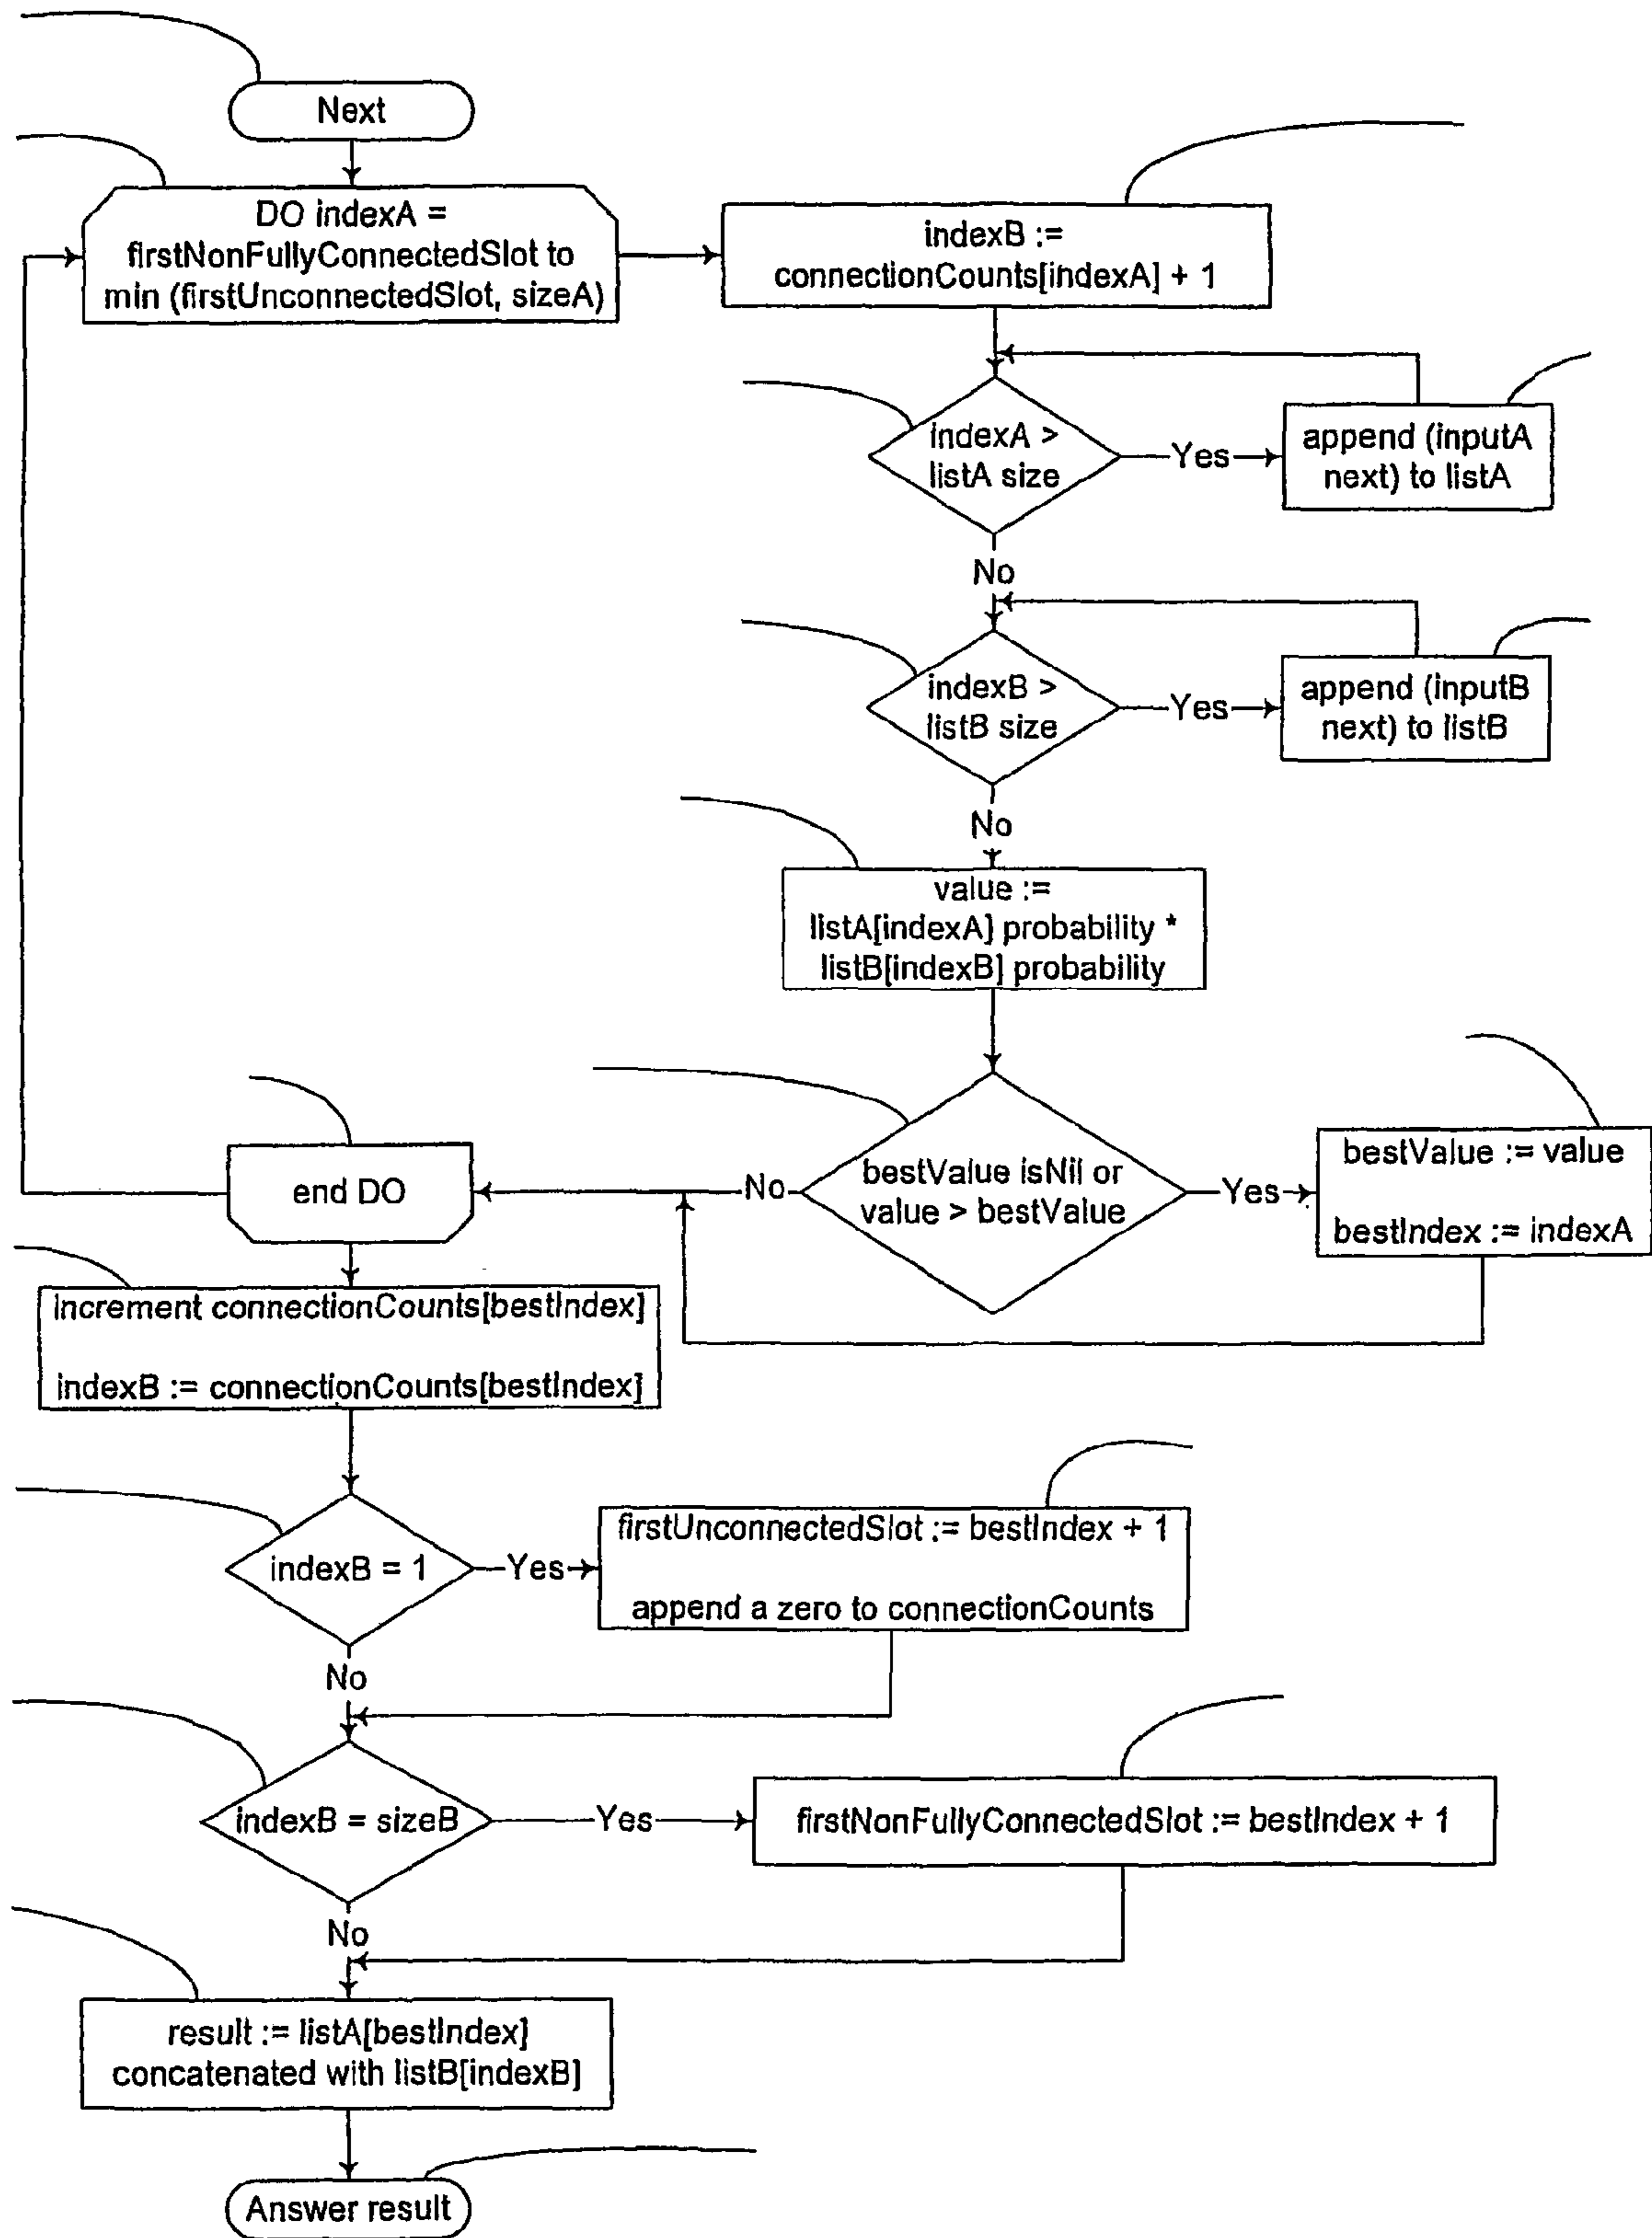 Next
DO indexA =
firstNonFullyConnectedSlot to
min (firstUnconnectedSlot, sizeA)
indexB :=
connectionCounts[indexA] + 1
indexA >
listA size
Yes
append (inputA
next) to listA
No
indexB >
listB size
Yes
append (inputB
next) to listB
No
value :=
listA[indexA] probability *
listB[indexB] probability
bestValue isNil or
value > bestValue
Yes
bestValue := value
bestIndex := indexA
No
end DO
increment connectionCounts[bestIndex]
indexB := connectionCounts[bestIndex]
indexB = 1
Yes
firstUnconnectedSlot := bestIndex + 1
append a zero to connectionCounts
No
indexB = sizeB
Yes
firstNonFullyConnectedSlot := bestIndex + 1
No
result := listA[bestIndex]
concatenated with listB[indexB]
Answer result